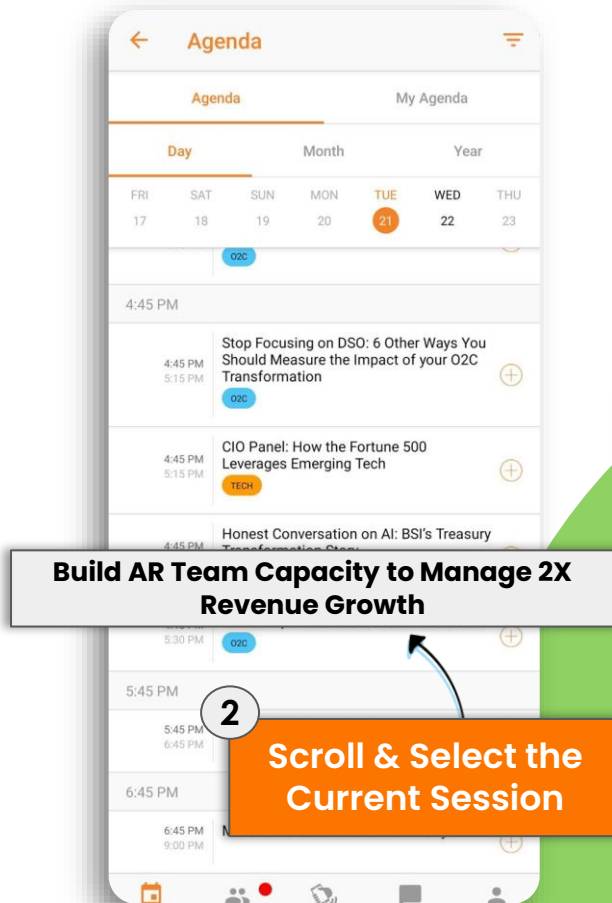 Agenda
Agenda My Agenda
Day Month Year
FRI SAT SUN MON TUE WED THU
17 18 19 20 21 22 23
O2C
4:45 PM
Stop Focusing on DSO: 6 Other Ways You
4:45 PM Should Measure the Impact of your O2C
5:15 PM Transformation
O2C
CIO Panel: How the Fortune 500
4:45 PM Leverages Emerging Tech
5:15 PM
TECH
Honest Conversation on AI: BSI's Treasury
4:45 PM
Build AR Team Capacity to Manage 2X
Revenue Growth
5:30 PM O2C
5:45 PM
2
5:45 PM
6:45 PM
Scroll & Select the
Current Session
6:45 PM
6:45 PM
9:00 PM